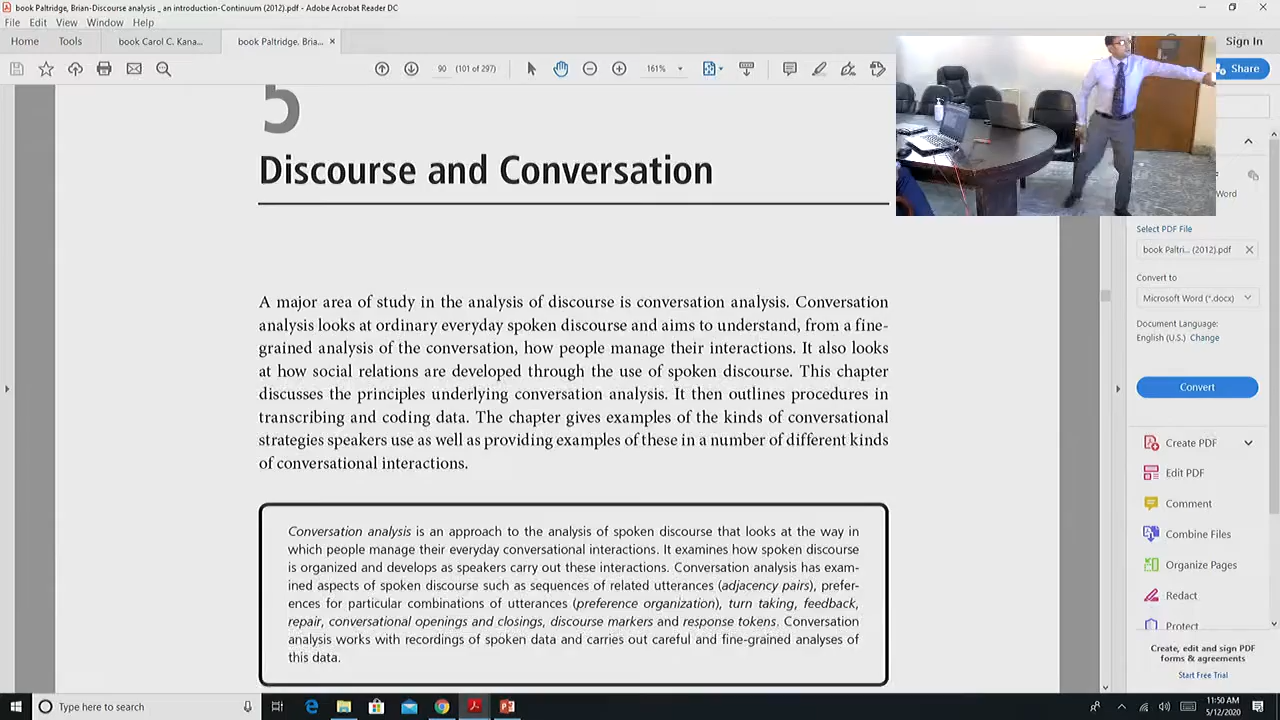 book Paltridge, Brian-Discourse analysis _ an introduction-Continuum (2012).pdf - Adobe Acrobat Reader DC
File Edit View Window Help
Home Tools book Carol C. Kana... book Paltridge, Bria... × Sign In
90 (101 of 297) 161% Share
5
Discourse and Conversation
A major area of study in the analysis of discourse is conversation analysis. Conversation
analysis looks at ordinary everyday spoken discourse and aims to understand, from a fine-
grained analysis of the conversation, how people manage their interactions. It also looks
at how social relations are developed through the use of spoken discourse. This chapter
discusses the principles underlying conversation analysis. It then outlines procedures in
transcribing and coding data. The chapter gives examples of the kinds of conversational
strategies speakers use as well as providing examples of these in a number of different kinds
of conversational interactions.
Conversation analysis is an approach to the analysis of spoken discourse that looks at the way in
which people manage their everyday conversational interactions. It examines how spoken discourse
is organized and develops as speakers carry out these interactions. Conversation analysis has exam-
ined aspects of spoken discourse such as sequences of related utterances (adjacency pairs), prefer-
ences for particular combinations of utterances (preference organization), turn taking, feedback,
repair, conversational openings and closings, discourse markers and response tokens. Conversation
analysis works with recordings of spoken data and carries out careful and fine-grained analyses of
this data.
Word
Select PDF File
book Paltri... (2012).pdf
Convert to
Microsoft Word (*.docx)
Document Language:
English (U.S.) Change
Convert
Create PDF
Edit PDF
Comment
Combine Files
Organize Pages
Redact
Protect
Create, edit and sign PDF
forms & agreements
Start Free Trial
Type here to search
11:50 AM
5/12/2020